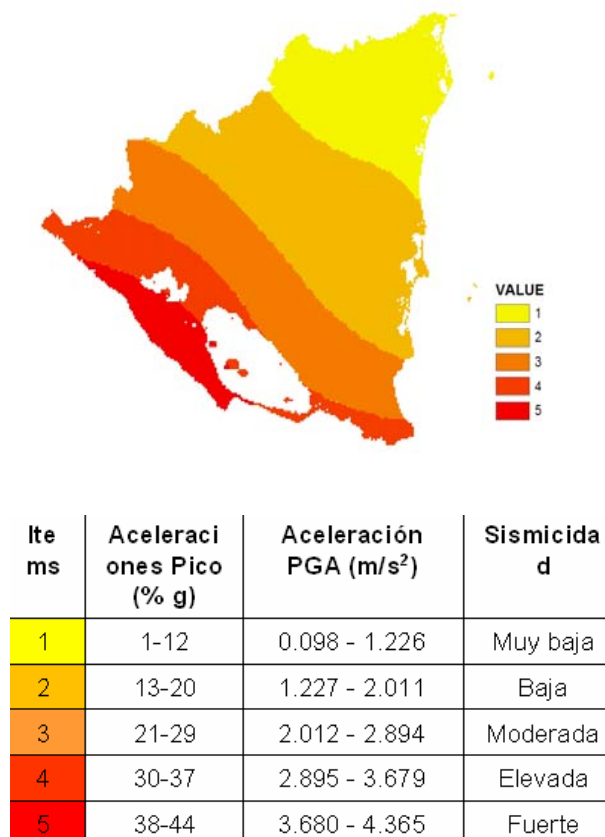 VALUE
1
2
3
4
5
Ite Aceleraci Aceleración Sismicida
ms ones Pico PGA (m/s²) d
(% g)
1 1-12 0.098 - 1.226 Muy baja
2 13-20 1.227 - 2.011 Baja
3 21-29 2.012 - 2.894 Moderada
4 30-37 2.895 - 3.679 Elevada
5 38-44 3.680 - 4.365 Fuerte